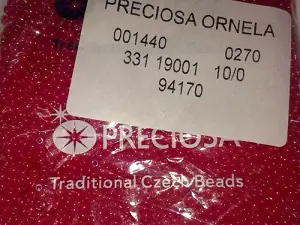 PRECIOSA ORNELA
001440 0270
331 19001 10/0
94170
PRECIOSA
Traditional Czech Beads